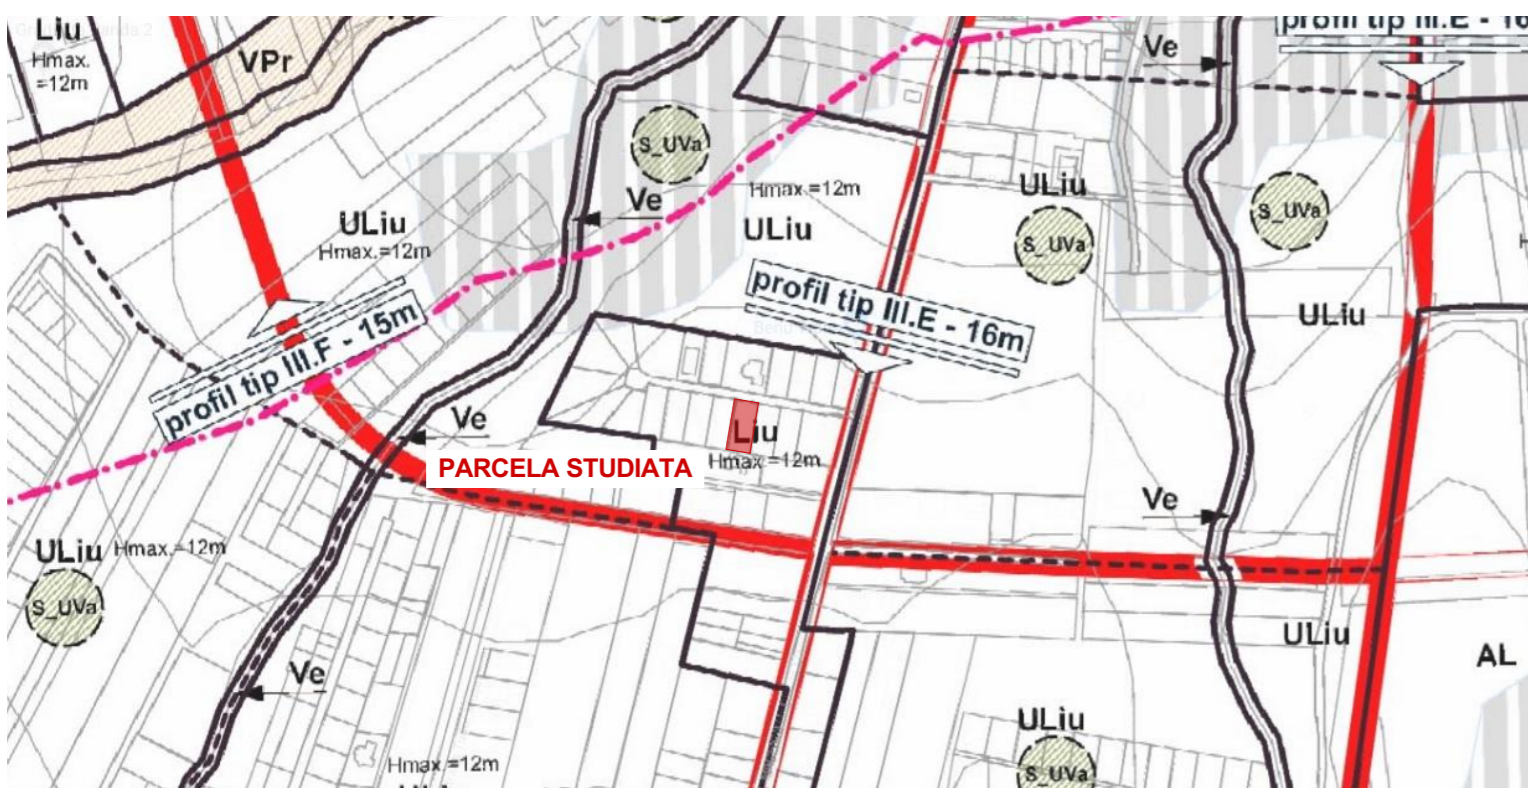 Liu
Hmax.
=12m
VPr
Ve
profil tip III.E - 16
S_UVa
Ve
Hmax.=12m
ULiu
S_UVa
S_UVa
ULiu
Hmax.=12m
ULiu
profil tip III.E - 16m
ULiu
profil tip III.F - 15m
Ve
Liu
Hmax.=12m
PARCELA STUDIATA
Ve
ULiu
Hmax.=12m
S_UVa
ULiu
AL
Ve
ULiu
S_UVa
Hmax.=12m